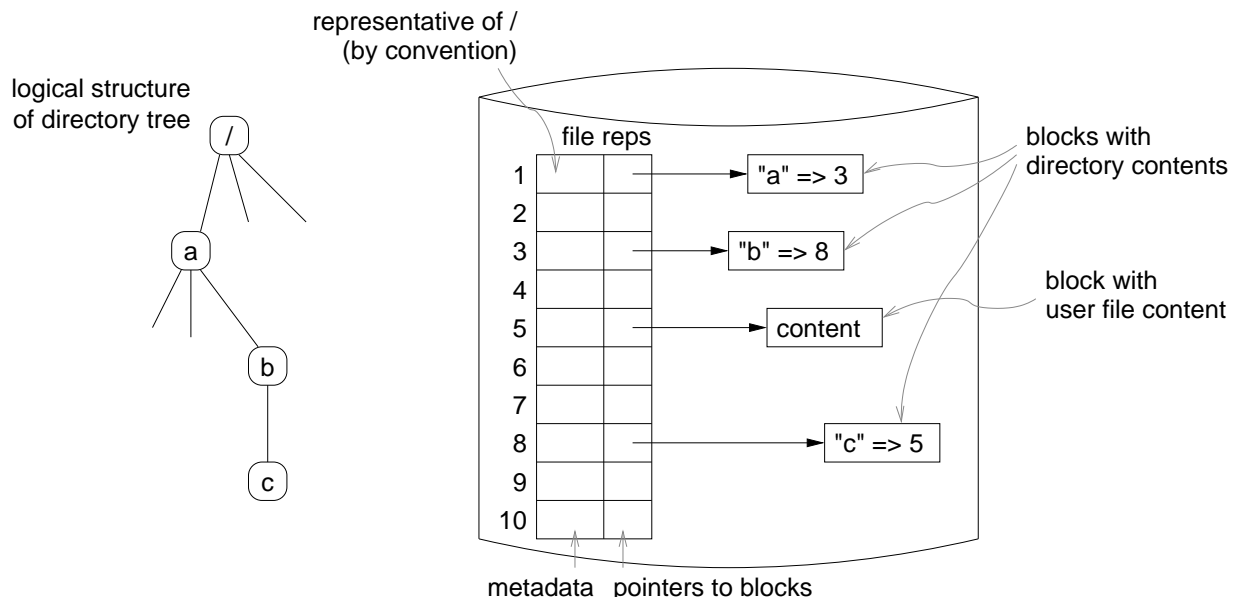 representative of /
(by convention)
logical structure
of directory tree
/
a
b
c
file reps
1
2
3
4
5
6
7
8
9
10
"a" => 3
"b" => 8
content
"c" => 5
blocks with
directory contents
block with
user file content
metadata
pointers to blocks